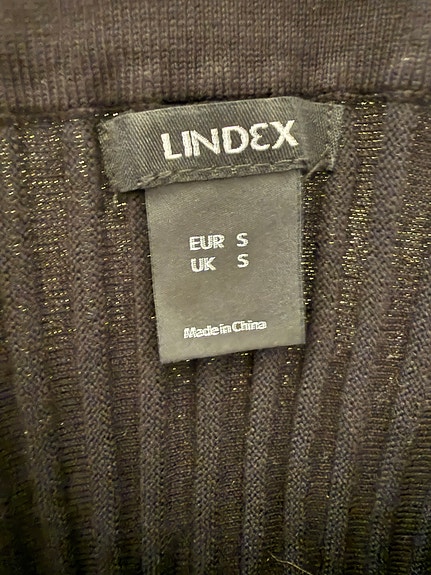 LINDEX
EUR S
UK S
Made in China